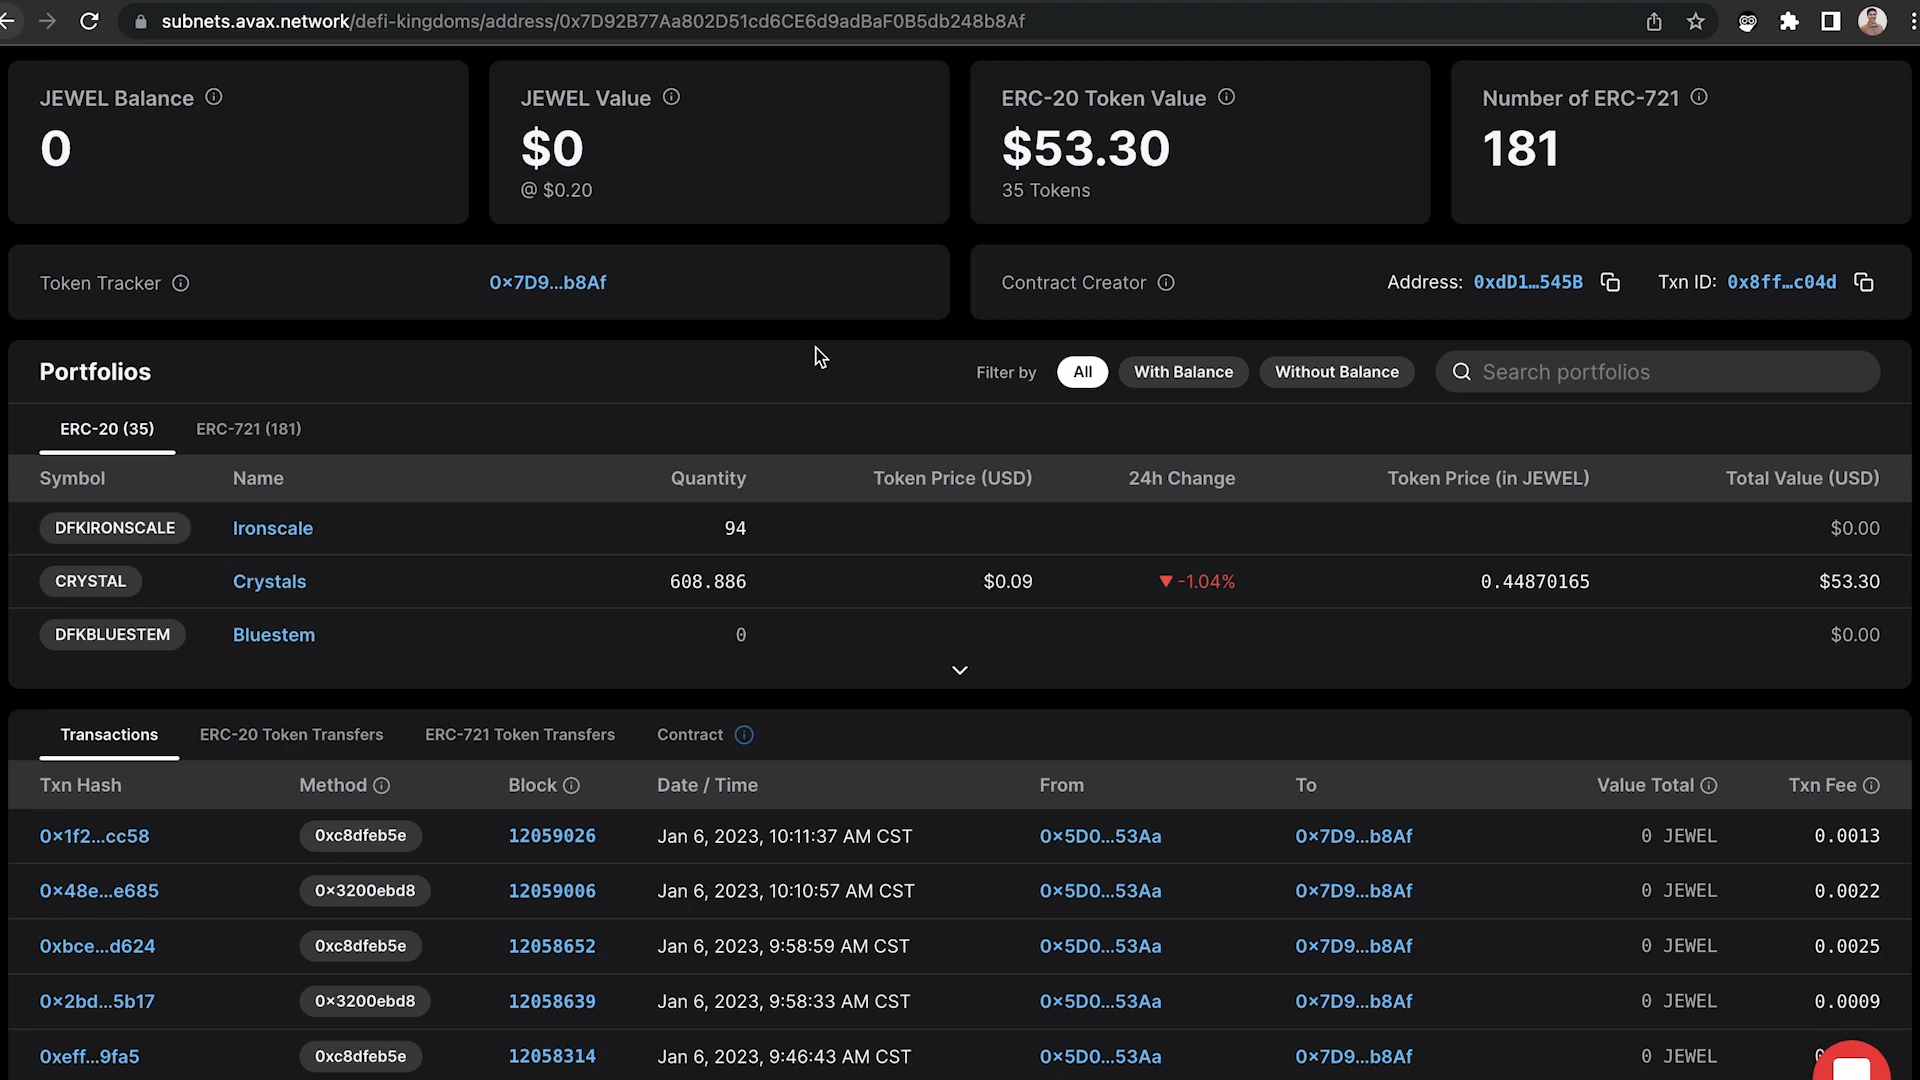 subnets.avax.network/defi-kingdoms/address/0x7D92B77Aa802D51cd6CE6d9adBaF0B5db248b8Af
JEWEL Balance
0
JEWEL Value
$0
@ $0.20
ERC-20 Token Value
$53.30
35 Tokens
Number of ERC-721
181
Token Tracker 0x7D9...b8Af
Contract Creator Address: 0xdD1…545B Txn ID: 0x8ff…c04d
Portfolios Filter by All With Balance Without Balance Search portfolios
ERC-20 (35) ERC-721 (181)
Symbol Name Quantity Token Price (USD) 24h Change Token Price (in JEWEL) Total Value (USD)
DFKIRONSCALE Ironscale 94 $0.00
CRYSTAL Crystals 608.886 $0.09 -1.04% 0.44870165 $53.30
DFKBLUESTEM Bluestem 0 $0.00
Transactions ERC-20 Token Transfers ERC-721 Token Transfers Contract
Txn Hash Method Block Date / Time From To Value Total Txn Fee
0x1f2...cc58 0xc8dfeb5e 12059026 Jan 6, 2023, 10:11:37 AM CST 0x5D0...53Aa 0x7D9...b8Af 0 JEWEL 0.0013
0x48e...e685 0x3200ebd8 12059006 Jan 6, 2023, 10:10:57 AM CST 0x5D0...53Aa 0x7D9...b8Af 0 JEWEL 0.0022
0xbce...d624 0xc8dfeb5e 12058652 Jan 6, 2023, 9:58:59 AM CST 0x5D0...53Aa 0x7D9...b8Af 0 JEWEL 0.0025
0x2bd...5b17 0x3200ebd8 12058639 Jan 6, 2023, 9:58:33 AM CST 0x5D0...53Aa 0x7D9...b8Af 0 JEWEL 0.0009
0xeff...9fa5 0xc8dfeb5e 12058314 Jan 6, 2023, 9:46:43 AM CST 0x5D0...53Aa 0x7D9...b8Af 0 JEWEL